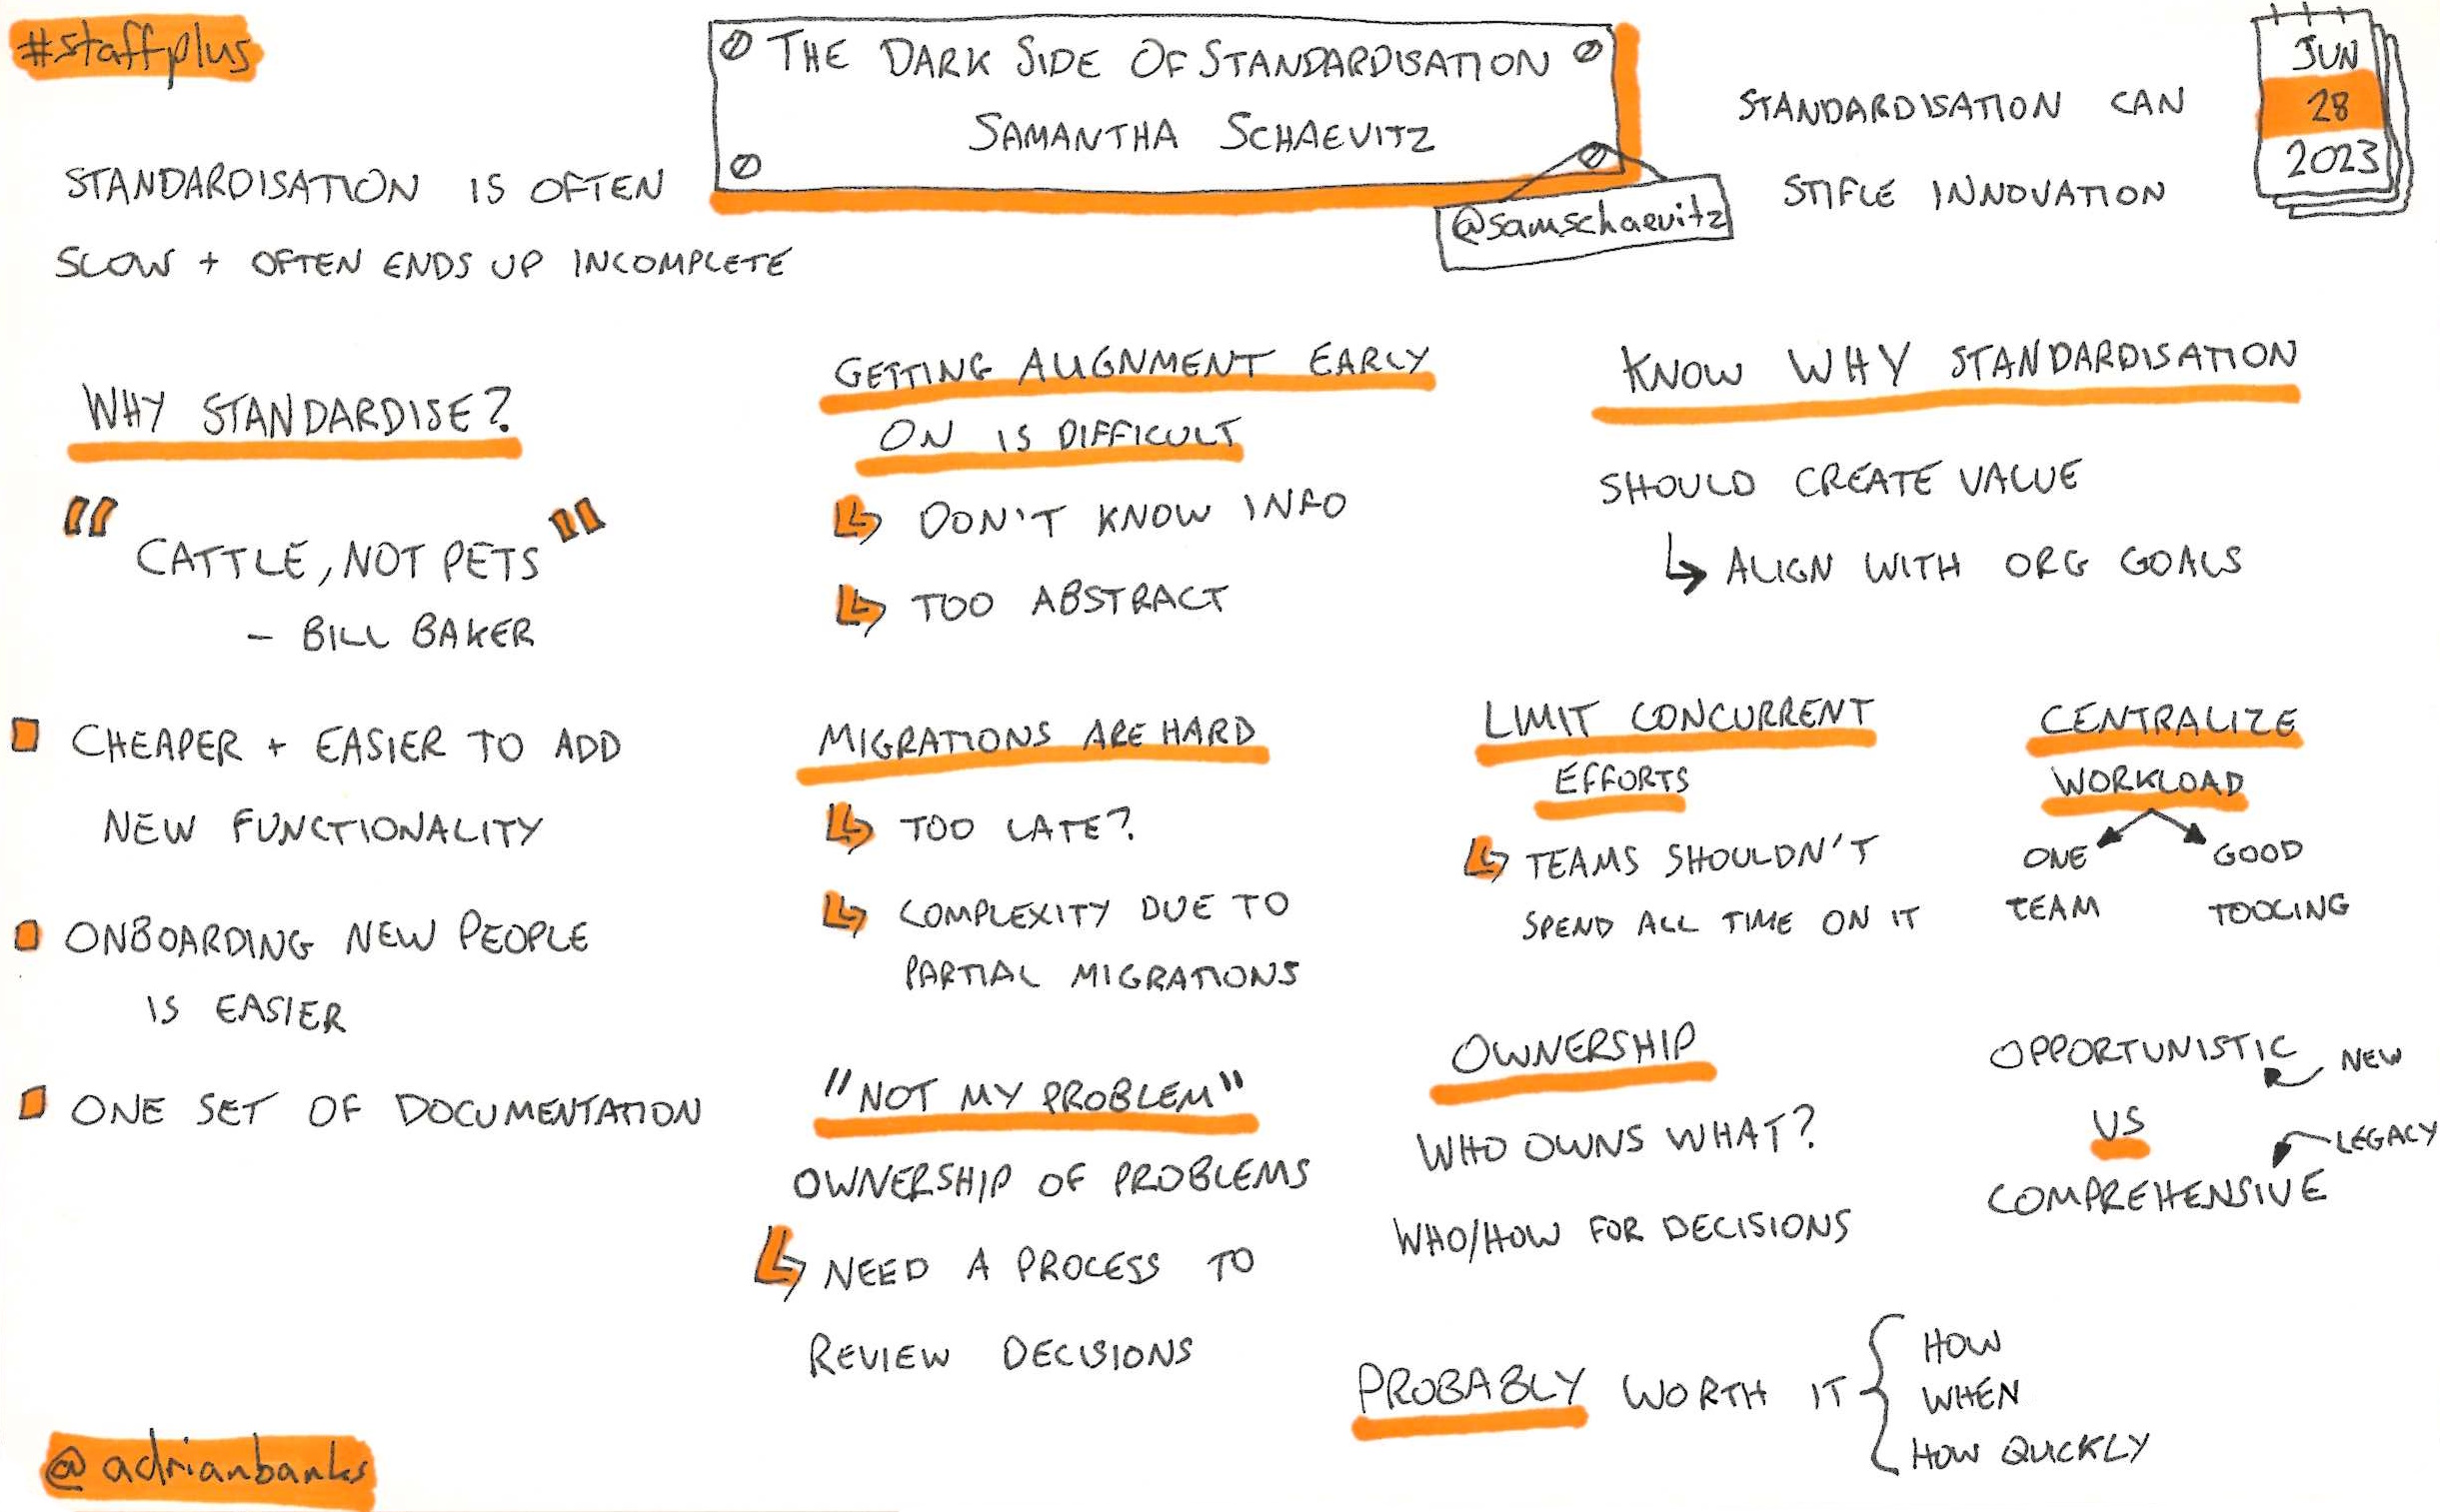 #staffplus
THE DARK SIDE OF STANDARDISATION
SAMANTHA SCHAEVITZ
@samschaevitz
JUN
28
2023
STANDARDISATION IS OFTEN
SLOW + OFTEN ENDS UP INCOMPLETE
STANDARDISATION CAN
STIFLE INNOVATION
WHY STANDARDISE?
" CATTLE, NOT PETS "
- BILL BAKER
CHEAPER + EASIER TO ADD
NEW FUNCTIONALITY
ONBOARDING NEW PEOPLE
IS EASIER
ONE SET OF DOCUMENTATION
GETTING ALIGNMENT EARLY
ON IS DIFFICULT
DON'T KNOW INFO
TOO ABSTRACT
MIGRATIONS ARE HARD
TOO LATE?
COMPLEXITY DUE TO
PARTIAL MIGRATIONS
"NOT MY PROBLEM"
OWNERSHIP OF PROBLEMS
NEED A PROCESS TO
REVIEW DECISIONS
KNOW WHY STANDARDISATION
SHOULD CREATE VALUE
ALIGN WITH ORG GOALS
LIMIT CONCURRENT
EFFORTS
TEAMS SHOULDN'T
SPEND ALL TIME ON IT
CENTRALIZE
WORKLOAD
ONE
TEAM
GOOD
TOOLING
OWNERSHIP
WHO OWNS WHAT?
WHO/HOW FOR DECISIONS
OPPORTUNISTIC
NEW
VS
LEGACY
COMPREHENSIVE
PROBABLY WORTH IT
HOW
WHEN
HOW QUICKLY
@adrianbanks